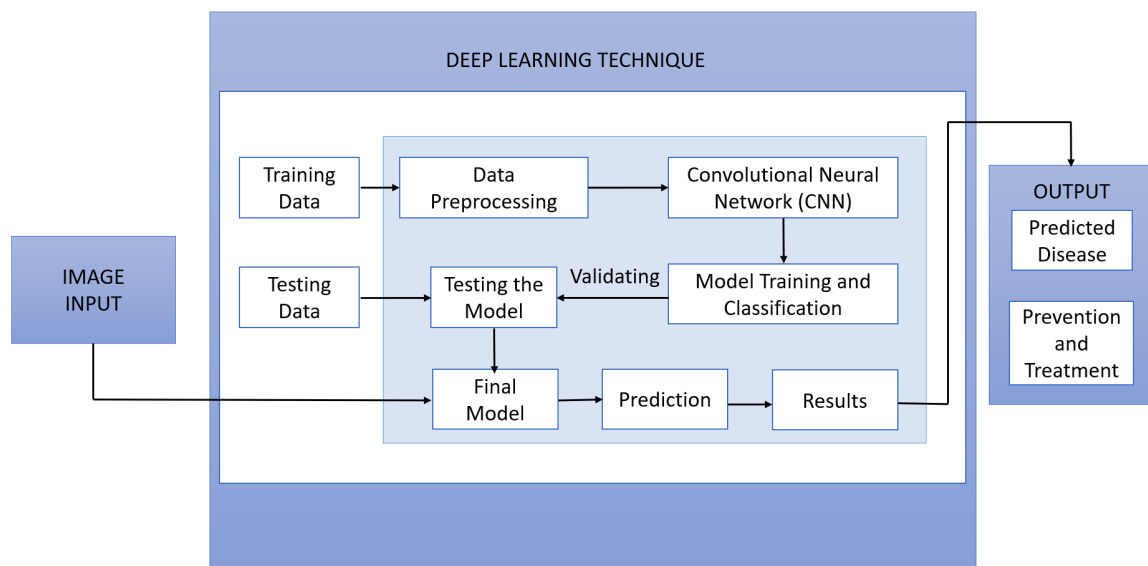 DEEP LEARNING TECHNIQUE
Training
Data
Data
Preprocessing
Convolutional Neural
Network (CNN)
OUTPUT
Predicted
Disease
IMAGE
INPUT
Testing
Data
Testing the
Model
Validating
Model Training and
Classification
Prevention
and
Treatment
Final
Model
Prediction
Results